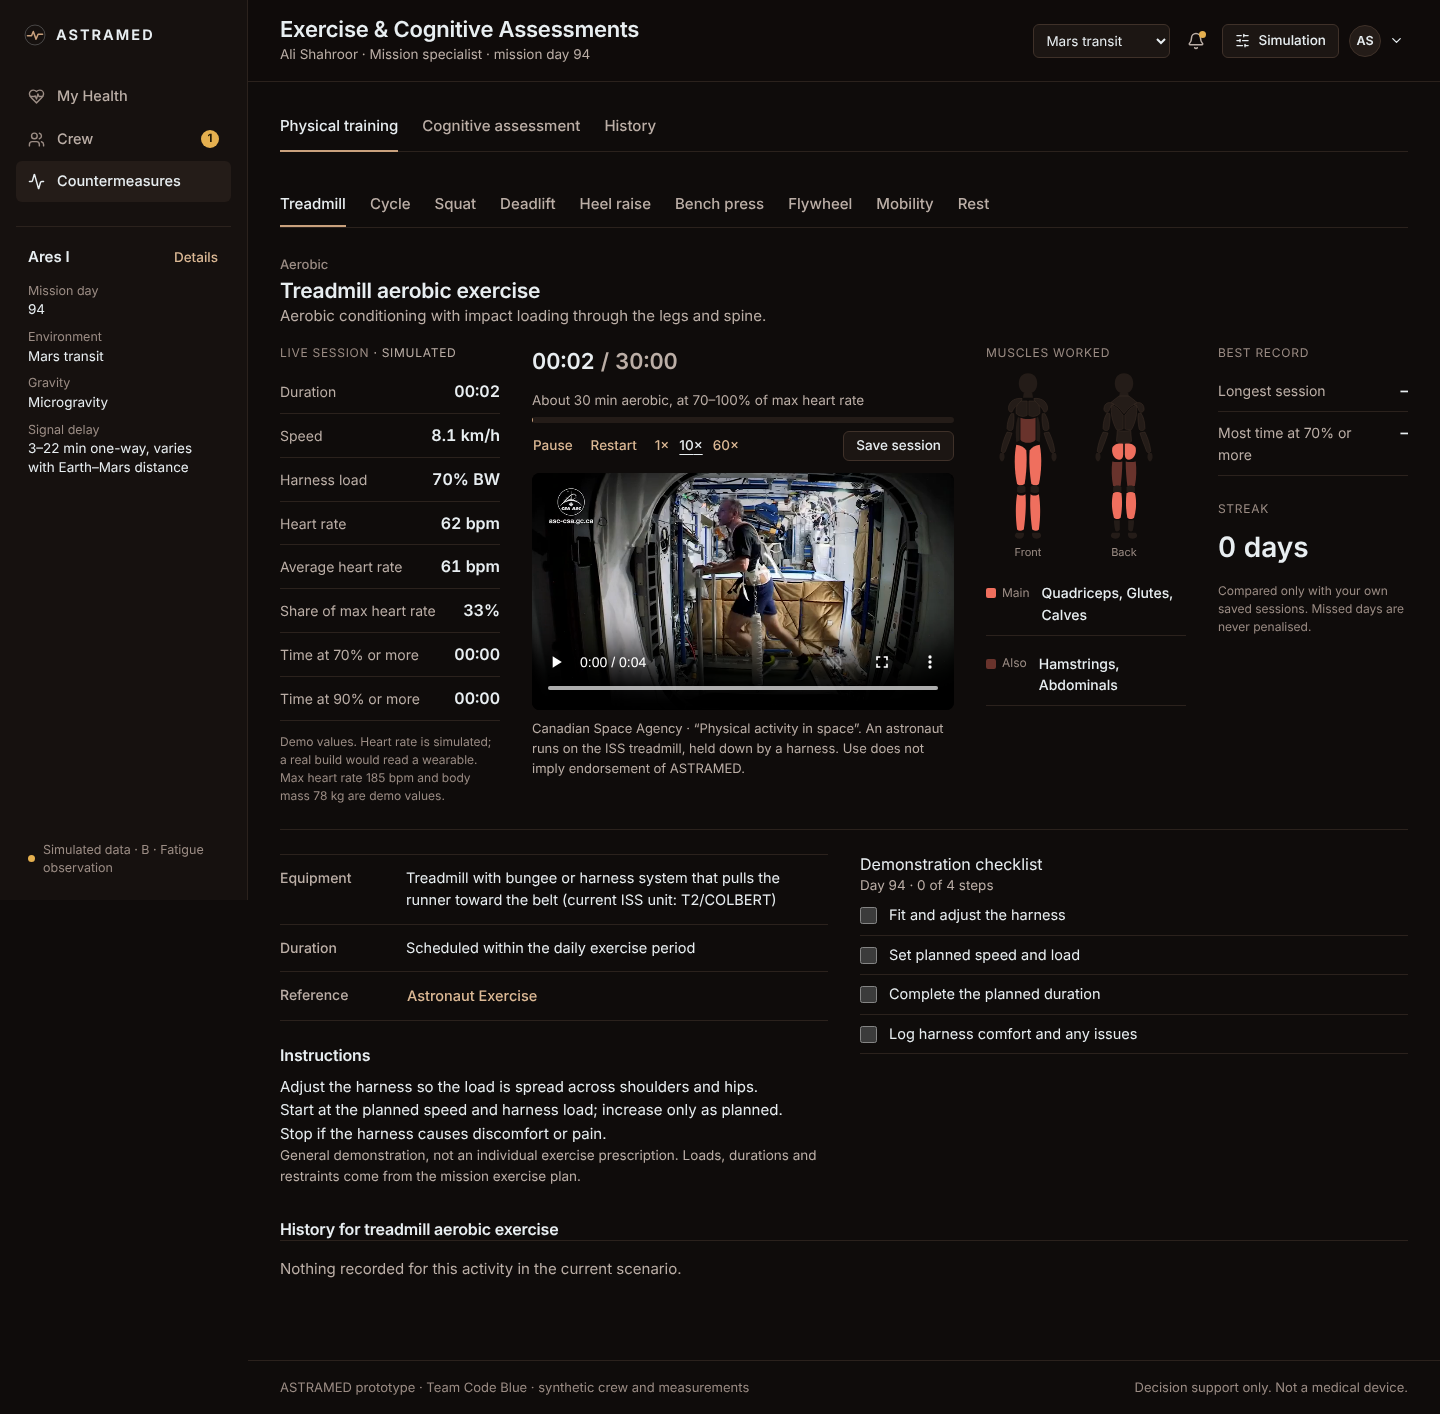 ASTRAMED
My Health
Crew
1
Countermeasures
Ares I
Details
Mission day
94
Environment
Mars transit
Gravity
Microgravity
Signal delay
3–22 min one-way, varies
with Earth–Mars distance
Simulated data · B · Fatigue
observation
Exercise & Cognitive Assessments
Ali Shahroor · Mission specialist · mission day 94
Mars transit
Simulation
AS
Physical training
Cognitive assessment
History
Treadmill
Cycle
Squat
Deadlift
Heel raise
Bench press
Flywheel
Mobility
Rest
Aerobic
Treadmill aerobic exercise
Aerobic conditioning with impact loading through the legs and spine.
LIVE SESSION · SIMULATED
Duration 00:02
Speed 8.1 km/h
Harness load 70% BW
Heart rate 62 bpm
Average heart rate 61 bpm
Share of max heart rate 33%
Time at 70% or more 00:00
Time at 90% or more 00:00
Demo values. Heart rate is simulated;
a real build would read a wearable.
Max heart rate 185 bpm and body
mass 78 kg are demo values.
00:02 / 30:00
About 30 min aerobic, at 70–100% of max heart rate
Pause
Restart
1×
10×
60×
Save session
CSA ASC
asc-csa.gc.ca
0:00 / 0:04
Canadian Space Agency · “Physical activity in space”. An astronaut
runs on the ISS treadmill, held down by a harness. Use does not
imply endorsement of ASTRAMED.
MUSCLES WORKED
Front
Back
Main Quadriceps, Glutes,
Calves
Also Hamstrings,
Abdominals
BEST RECORD
Longest session –
Most time at 70% or –
more
STREAK
0 days
Compared only with your own
saved sessions. Missed days are
never penalised.
Equipment Treadmill with bungee or harness system that pulls the
runner toward the belt (current ISS unit: T2/COLBERT)
Duration Scheduled within the daily exercise period
Reference Astronaut Exercise
Instructions
Adjust the harness so the load is spread across shoulders and hips.
Start at the planned speed and harness load; increase only as planned.
Stop if the harness causes discomfort or pain.
General demonstration, not an individual exercise prescription. Loads, durations and
restraints come from the mission exercise plan.
Demonstration checklist
Day 94 · 0 of 4 steps
Fit and adjust the harness
Set planned speed and load
Complete the planned duration
Log harness comfort and any issues
History for treadmill aerobic exercise
Nothing recorded for this activity in the current scenario.
ASTRAMED prototype · Team Code Blue · synthetic crew and measurements
Decision support only. Not a medical device.